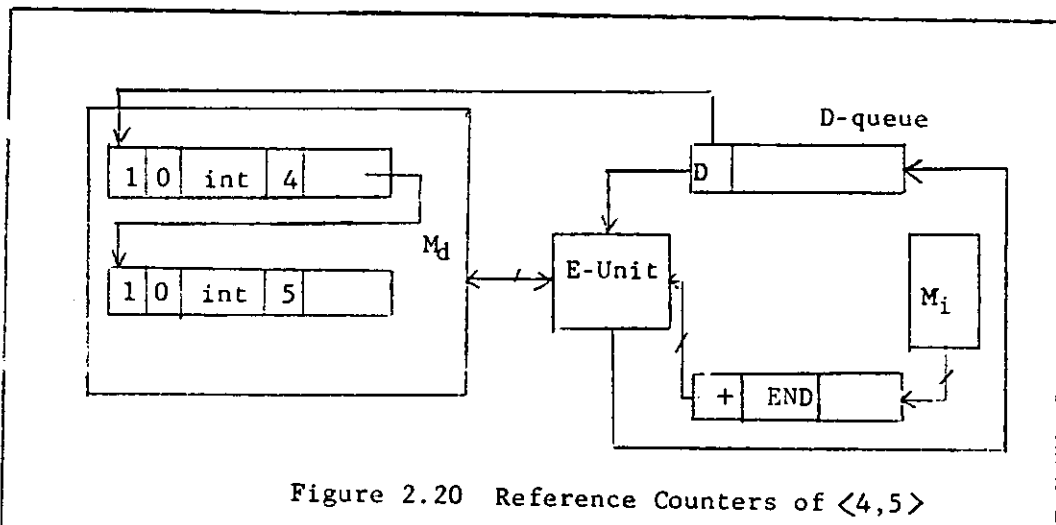 D-queue
1 0 int 4
D
M_d
E-Unit
1 0 int 5
M_i
+ END
Figure 2.20 Reference Counters of <4,5>